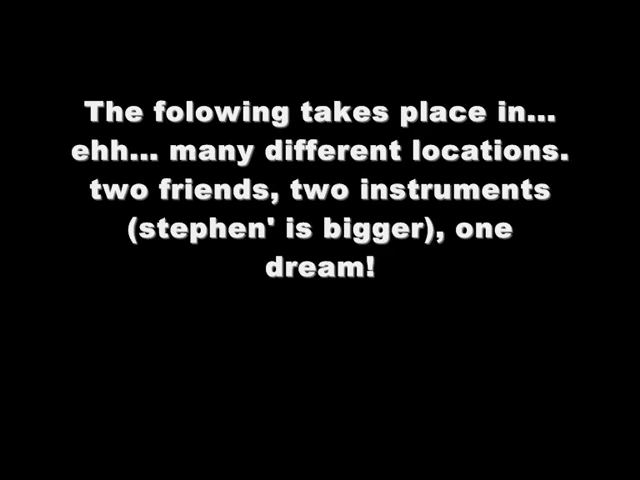 The folowing takes place in...
ehh... many different locations.
two friends, two instruments
(stephen' is bigger), one
dream!